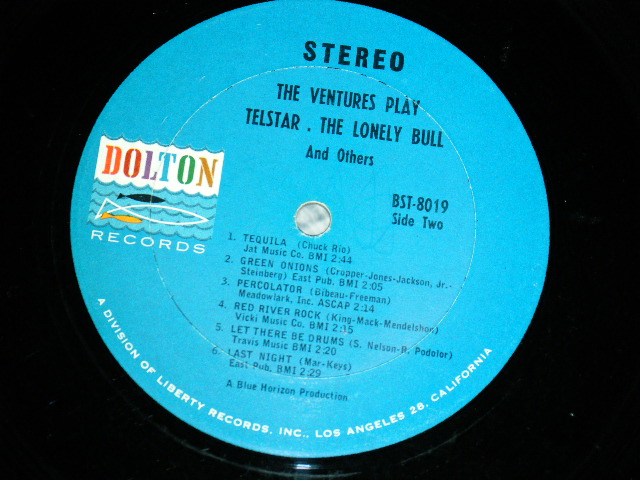 STEREO
THE VENTURES PLAY
TELSTAR . THE LONELY BULL
And Others
DOLTON
RECORDS
BST-8019
Side Two
1. TEQUILA (Chuck Rio)
Jat Music Co. BMI 2:44
2. GREEN ONIONS (Cropper-Jones-Jackson, Jr.-
Steinberg) East Pub. BMI 2:05
3. PERCOLATOR (Bibeau-Freeman)
Meadowlark, Inc. ASCAP 2:14
4. RED RIVER ROCK (King-Mack-Mendelshon)
Vicki Music Co. BMI 2:15
5. LET THERE BE DRUMS (S. Nelson-R. Podolor)
Travis Music BMI 2:20
6. LAST NIGHT (Mar-Keys)
East Pub. BMI 2:29
A Blue Horizon Production
A DIVISION OF LIBERTY RECORDS, INC., LOS ANGELES 28, CALIFORNIA